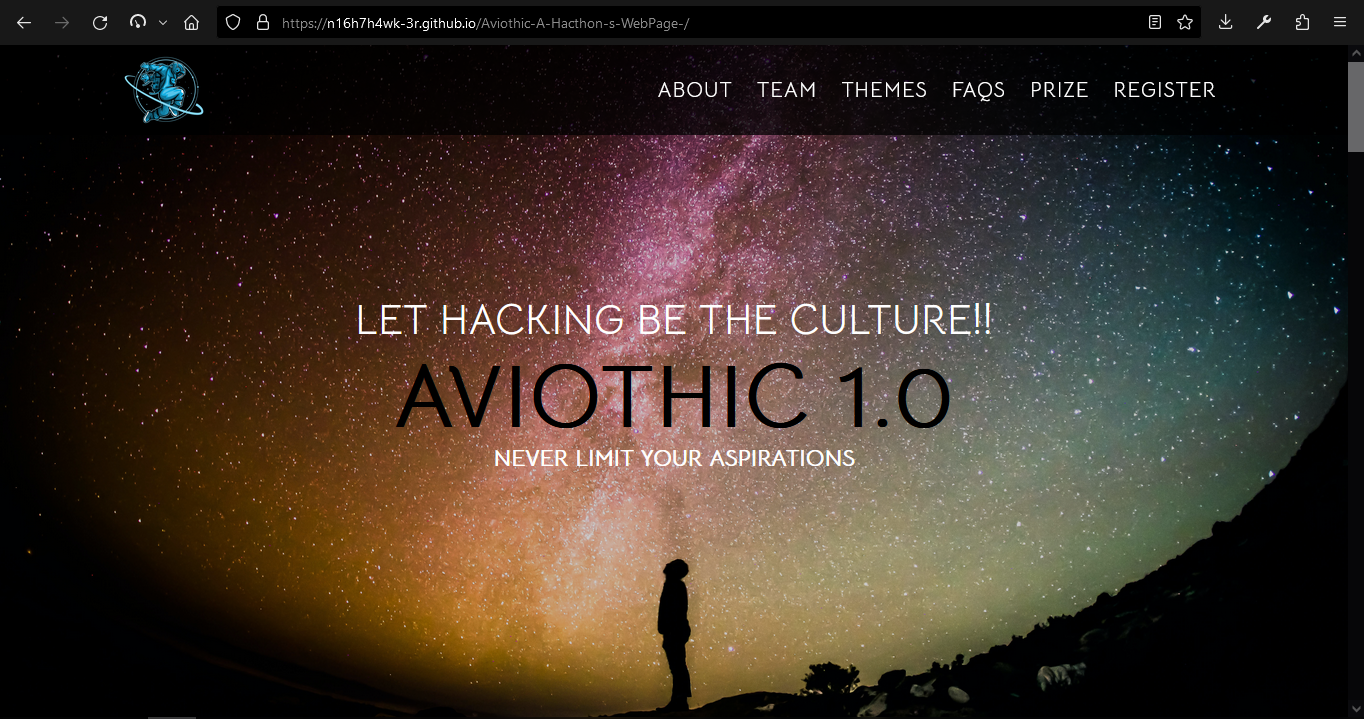 https://n16h7h4wk-3r.github.io/Aviothic-A-Hacthon-s-WebPage-/
ABOUT TEAM THEMES FAQS PRIZE REGISTER
LET HACKING BE THE CULTURE!!
AVIOTHIC 1.0
NEVER LIMIT YOUR ASPIRATIONS